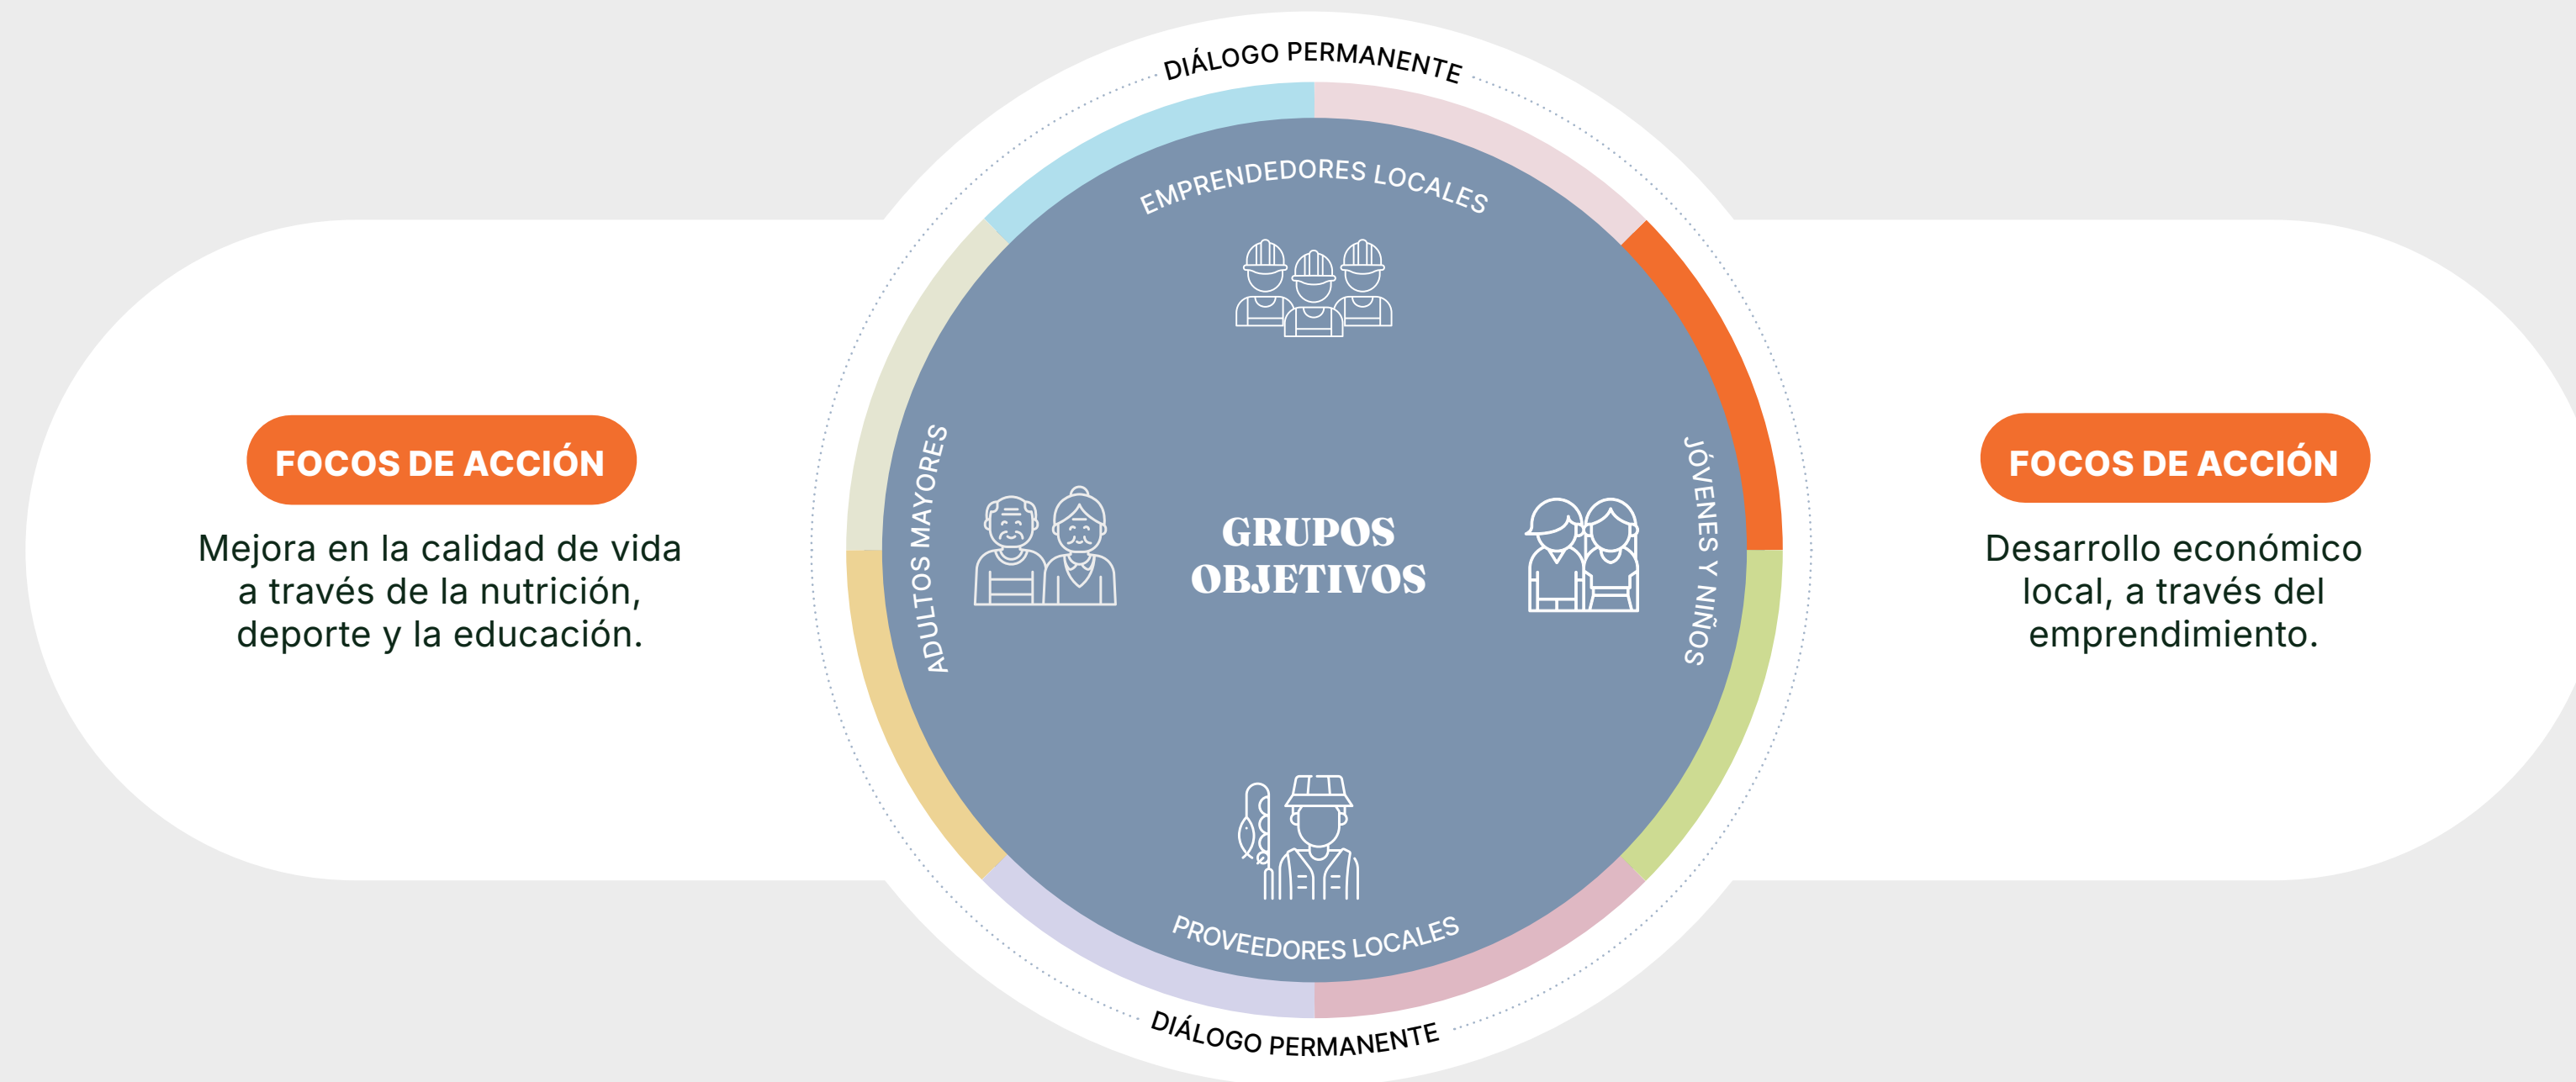 DIÁLOGO PERMANENTE
EMPRENDEDORES LOCALES
FOCOS DE ACCIÓN
Mejora en la calidad de vida
a través de la nutrición,
deporte y la educación.
ADULTOS MAYORES
GRUPOS
OBJETIVOS
JÓVENES Y NIÑOS
FOCOS DE ACCIÓN
Desarrollo económico
local, a través del
emprendimiento.
PROVEEDORES LOCALES
DIÁLOGO PERMANENTE